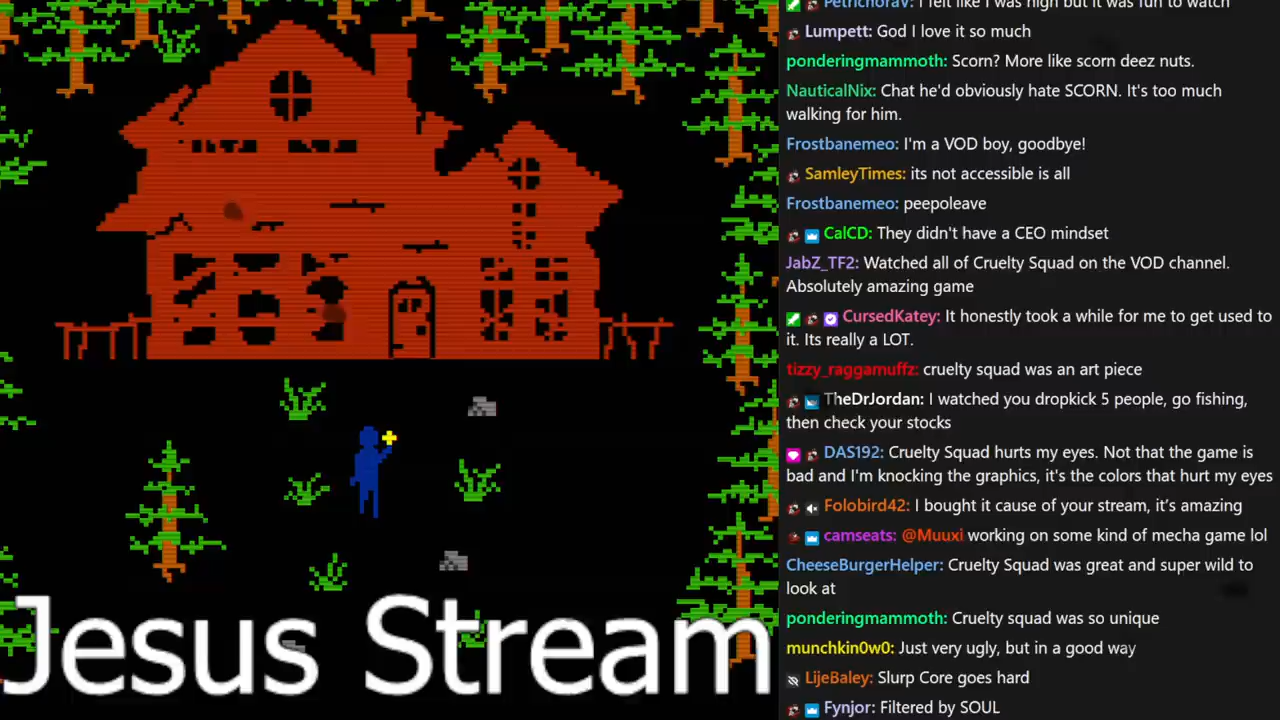 PetrichoraV: I felt like I was high but it was fun to watch
Lumpett: God I love it so much
ponderingmammoth: Scorn? More like scorn deez nuts.
NauticalNix: Chat he'd obviously hate SCORN. It's too much
walking for him.
Frostbanemeo: I'm a VOD boy, goodbye!
SamleyTimes: its not accessible is all
Frostbanemeo: peepoleave
CalCD: They didn't have a CEO mindset
JabZ_TF2: Watched all of Cruelty Squad on the VOD channel.
Absolutely amazing game
CursedKatey: It honestly took a while for me to get used to
it. Its really a LOT.
tizzy_raggamuffz: cruelty squad was an art piece
TheDrJordan: I watched you dropkick 5 people, go fishing,
then check your stocks
DAS192: Cruelty Squad hurts my eyes. Not that the game is
bad and I'm knocking the graphics, it's the colors that hurt my eyes
Folobird42: I bought it cause of your stream, it's amazing
camseats: @Muuxi working on some kind of mecha game lol
CheeseBurgerHelper: Cruelty Squad was great and super wild to
look at
ponderingmammoth: Cruelty squad was so unique
munchkin0w0: Just very ugly, but in a good way
LijeBaley: Slurp Core goes hard
Fynjor: Filtered by SOUL
Jesus Stream